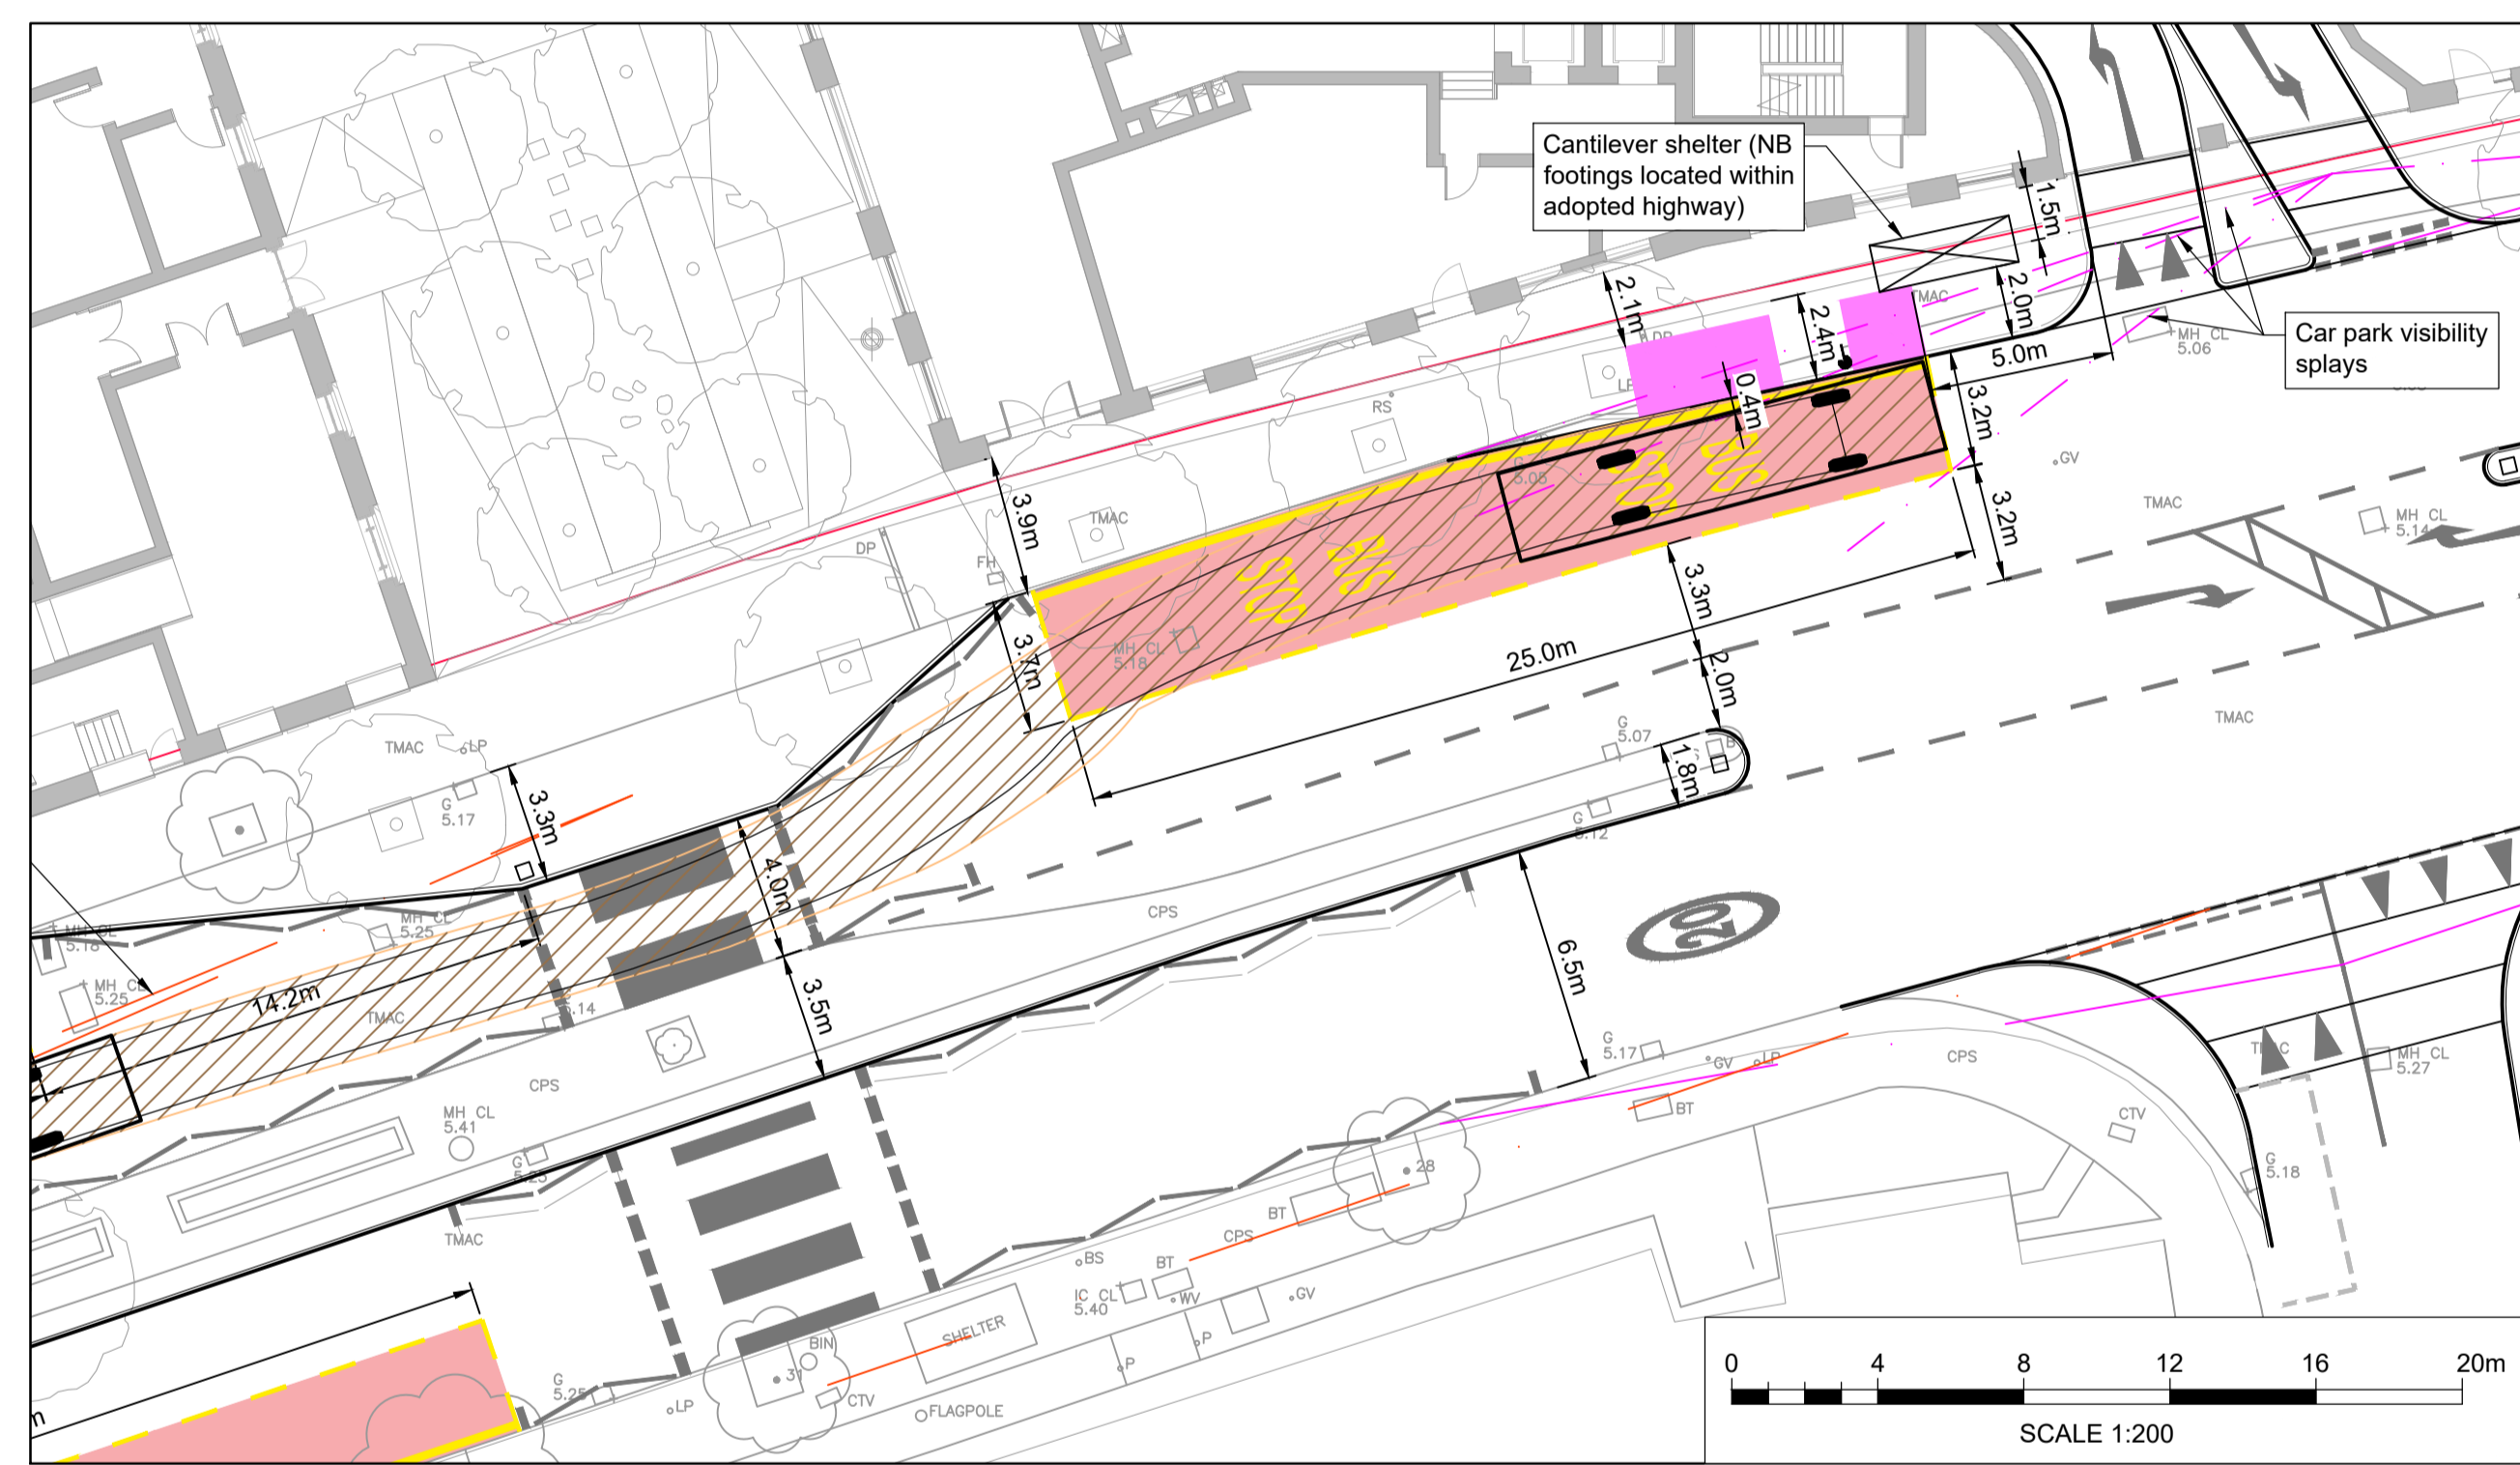 Cantilever shelter (NB
footings located within
adopted highway)
1.5m
2.1m
2.4m
2.0m
TMAC
MH CL
5.06
Car park visibility
splays
DP
LP
5.0m
0.4m
3.2m
RS
G
5.05
BUS
STOP
GV
TMAC
MH CL
5.14
3.9m
TMAC
3.2m
DP
FH
BUS
STOP
3.3m
MH CL
5.18
3.7m
25.0m
2.0m
TMAC
TMAC
LP
G
5.07
1.8m
G
5.17
3.3m
G
5.12
4.0m
MH CL
5.18
MH CL
5.25
CPS
20
6.5m
MH CL
5.25
14.2m
TMAC
5.14
3.5m
G
5.17
GV
LP
CPS
TMAC
MH CL
5.27
CPS
BT
CTV
MH CL
5.41
G
5.25
28
G
5.18
BT
CPS
TMAC
BS
BT
IC CL
5.40
WV
GV
SHELTER
P
P
BIN
31
CTV
G
5.25
LP
FLAGPOLE
m
0 4 8 12 16 20m
SCALE 1:200